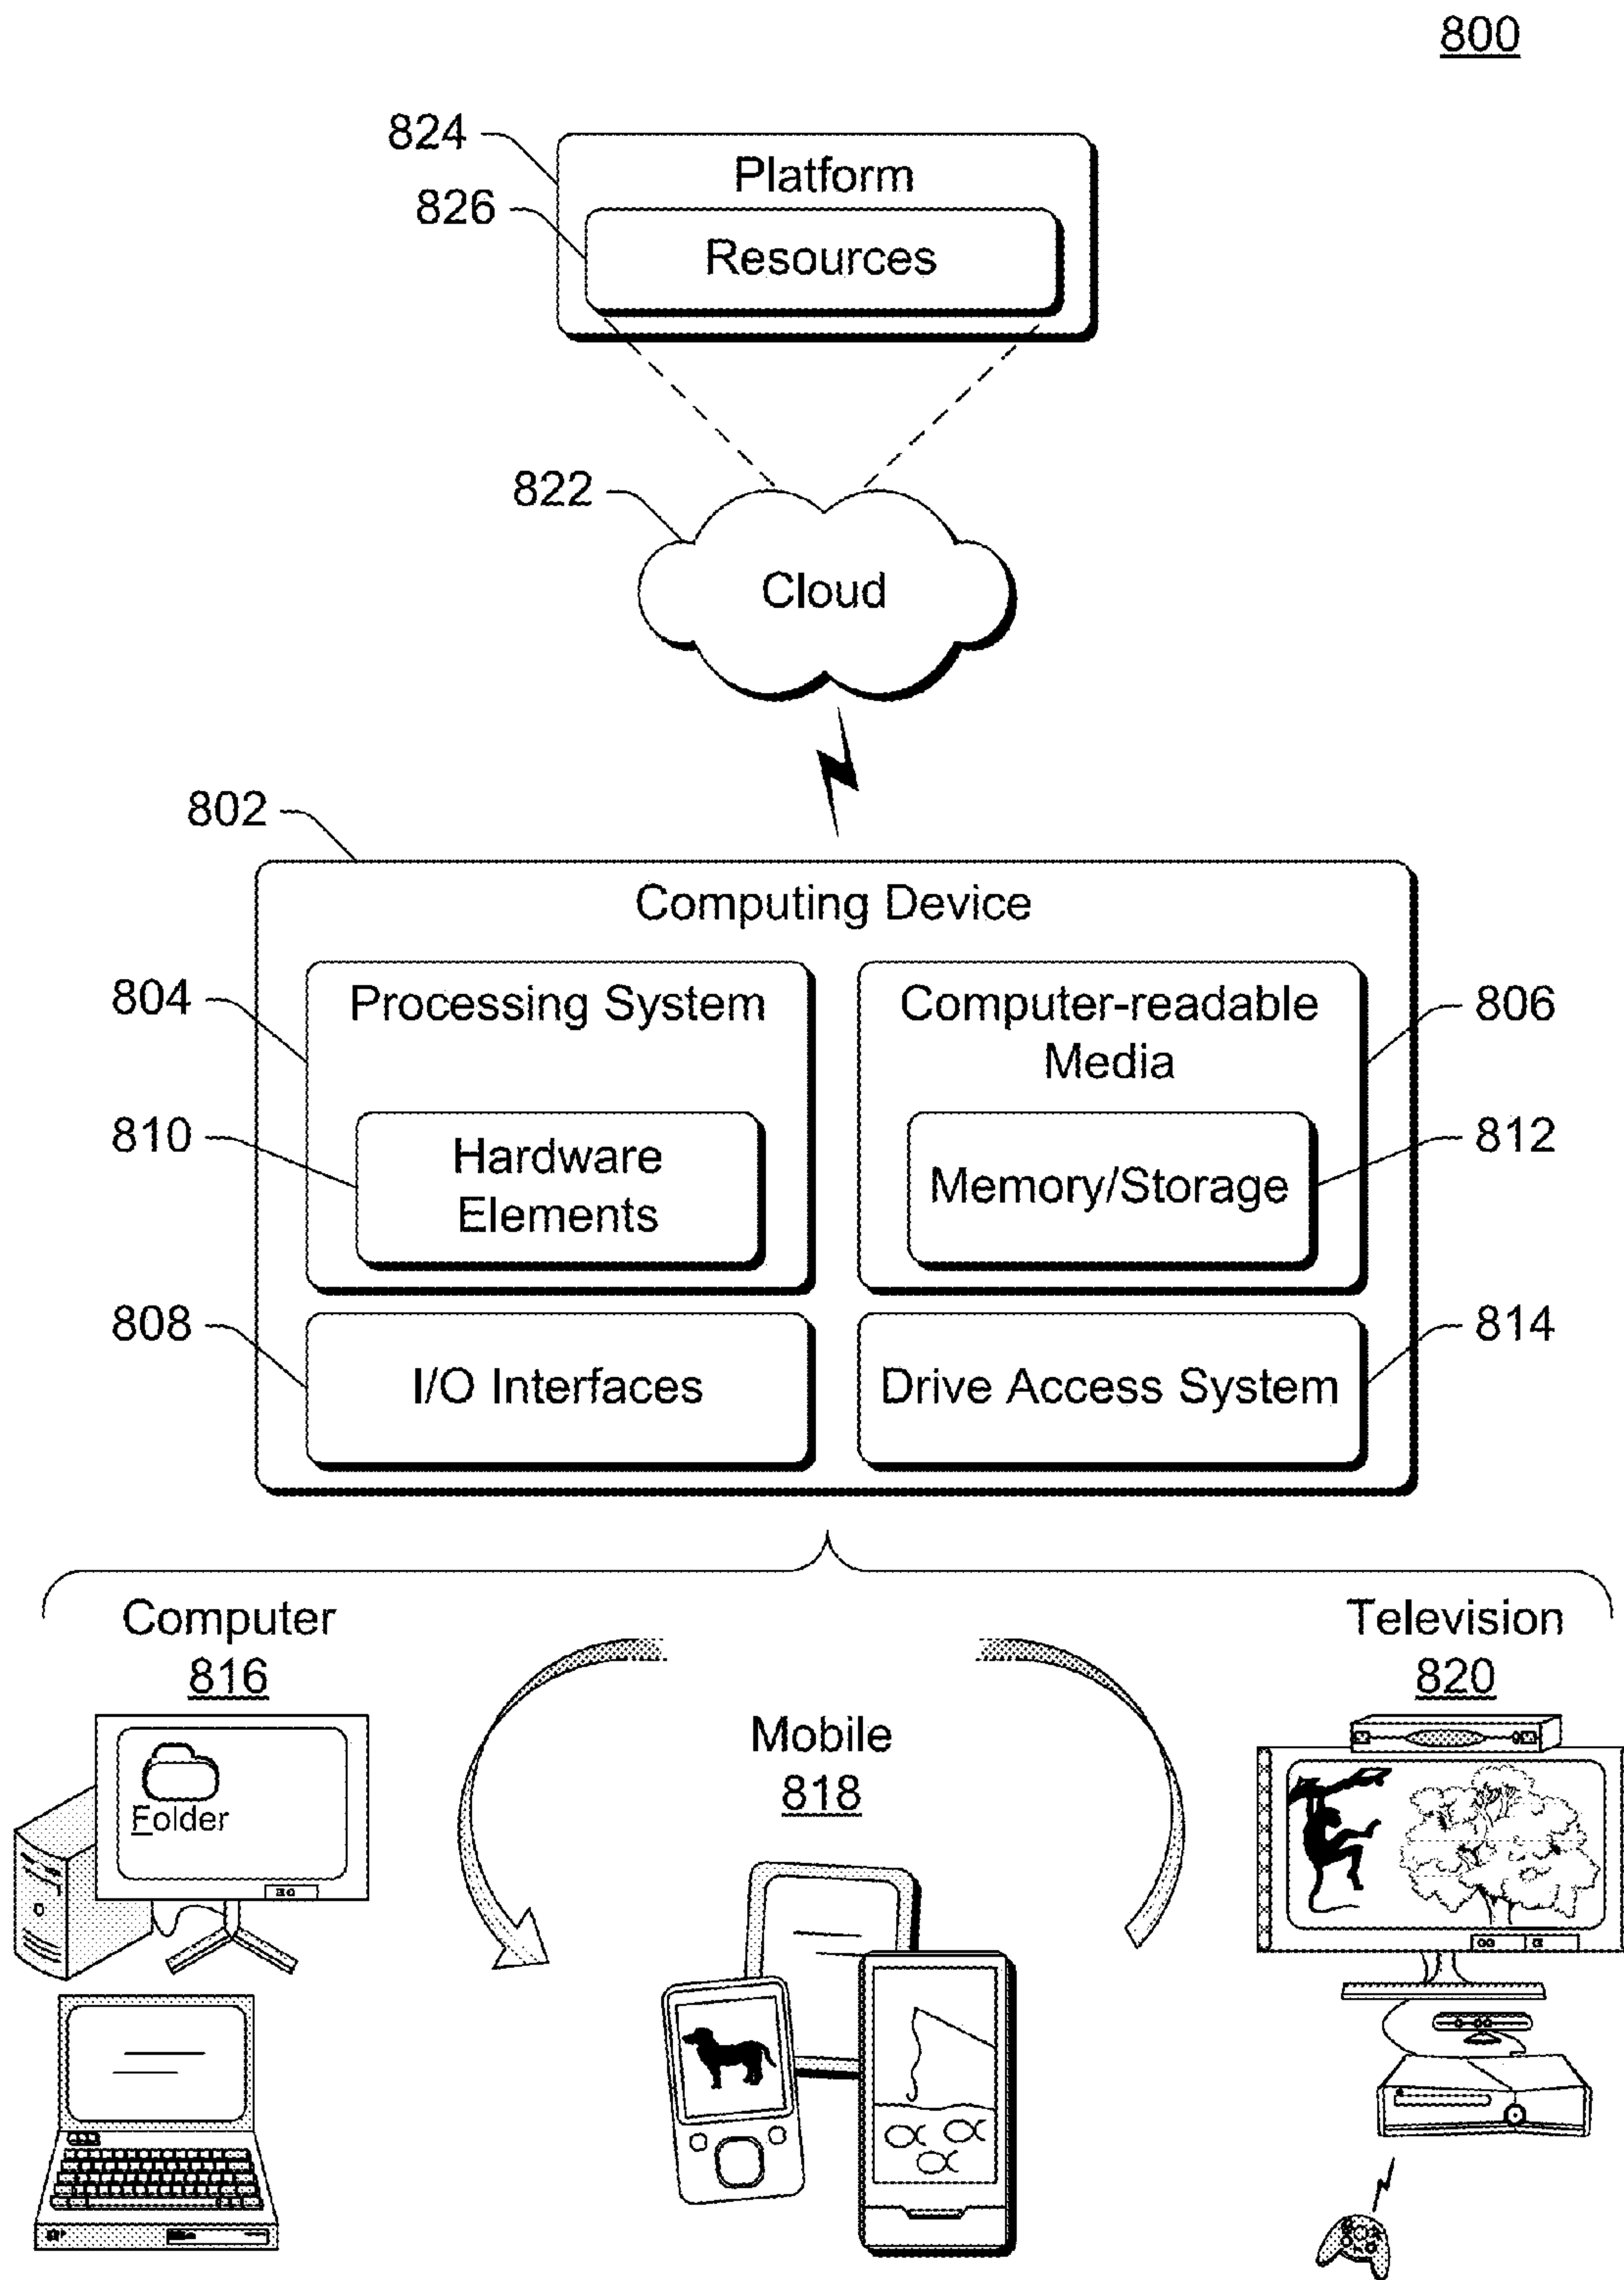 800
824
Platform
826
Resources
822
Cloud
802
Computing Device
804
Processing System
Computer-readable
Media
806
810
Hardware
Elements
Memory/Storage
812
808
I/O Interfaces
Drive Access System
814
Computer
816
Folder
Mobile
818
Television
820